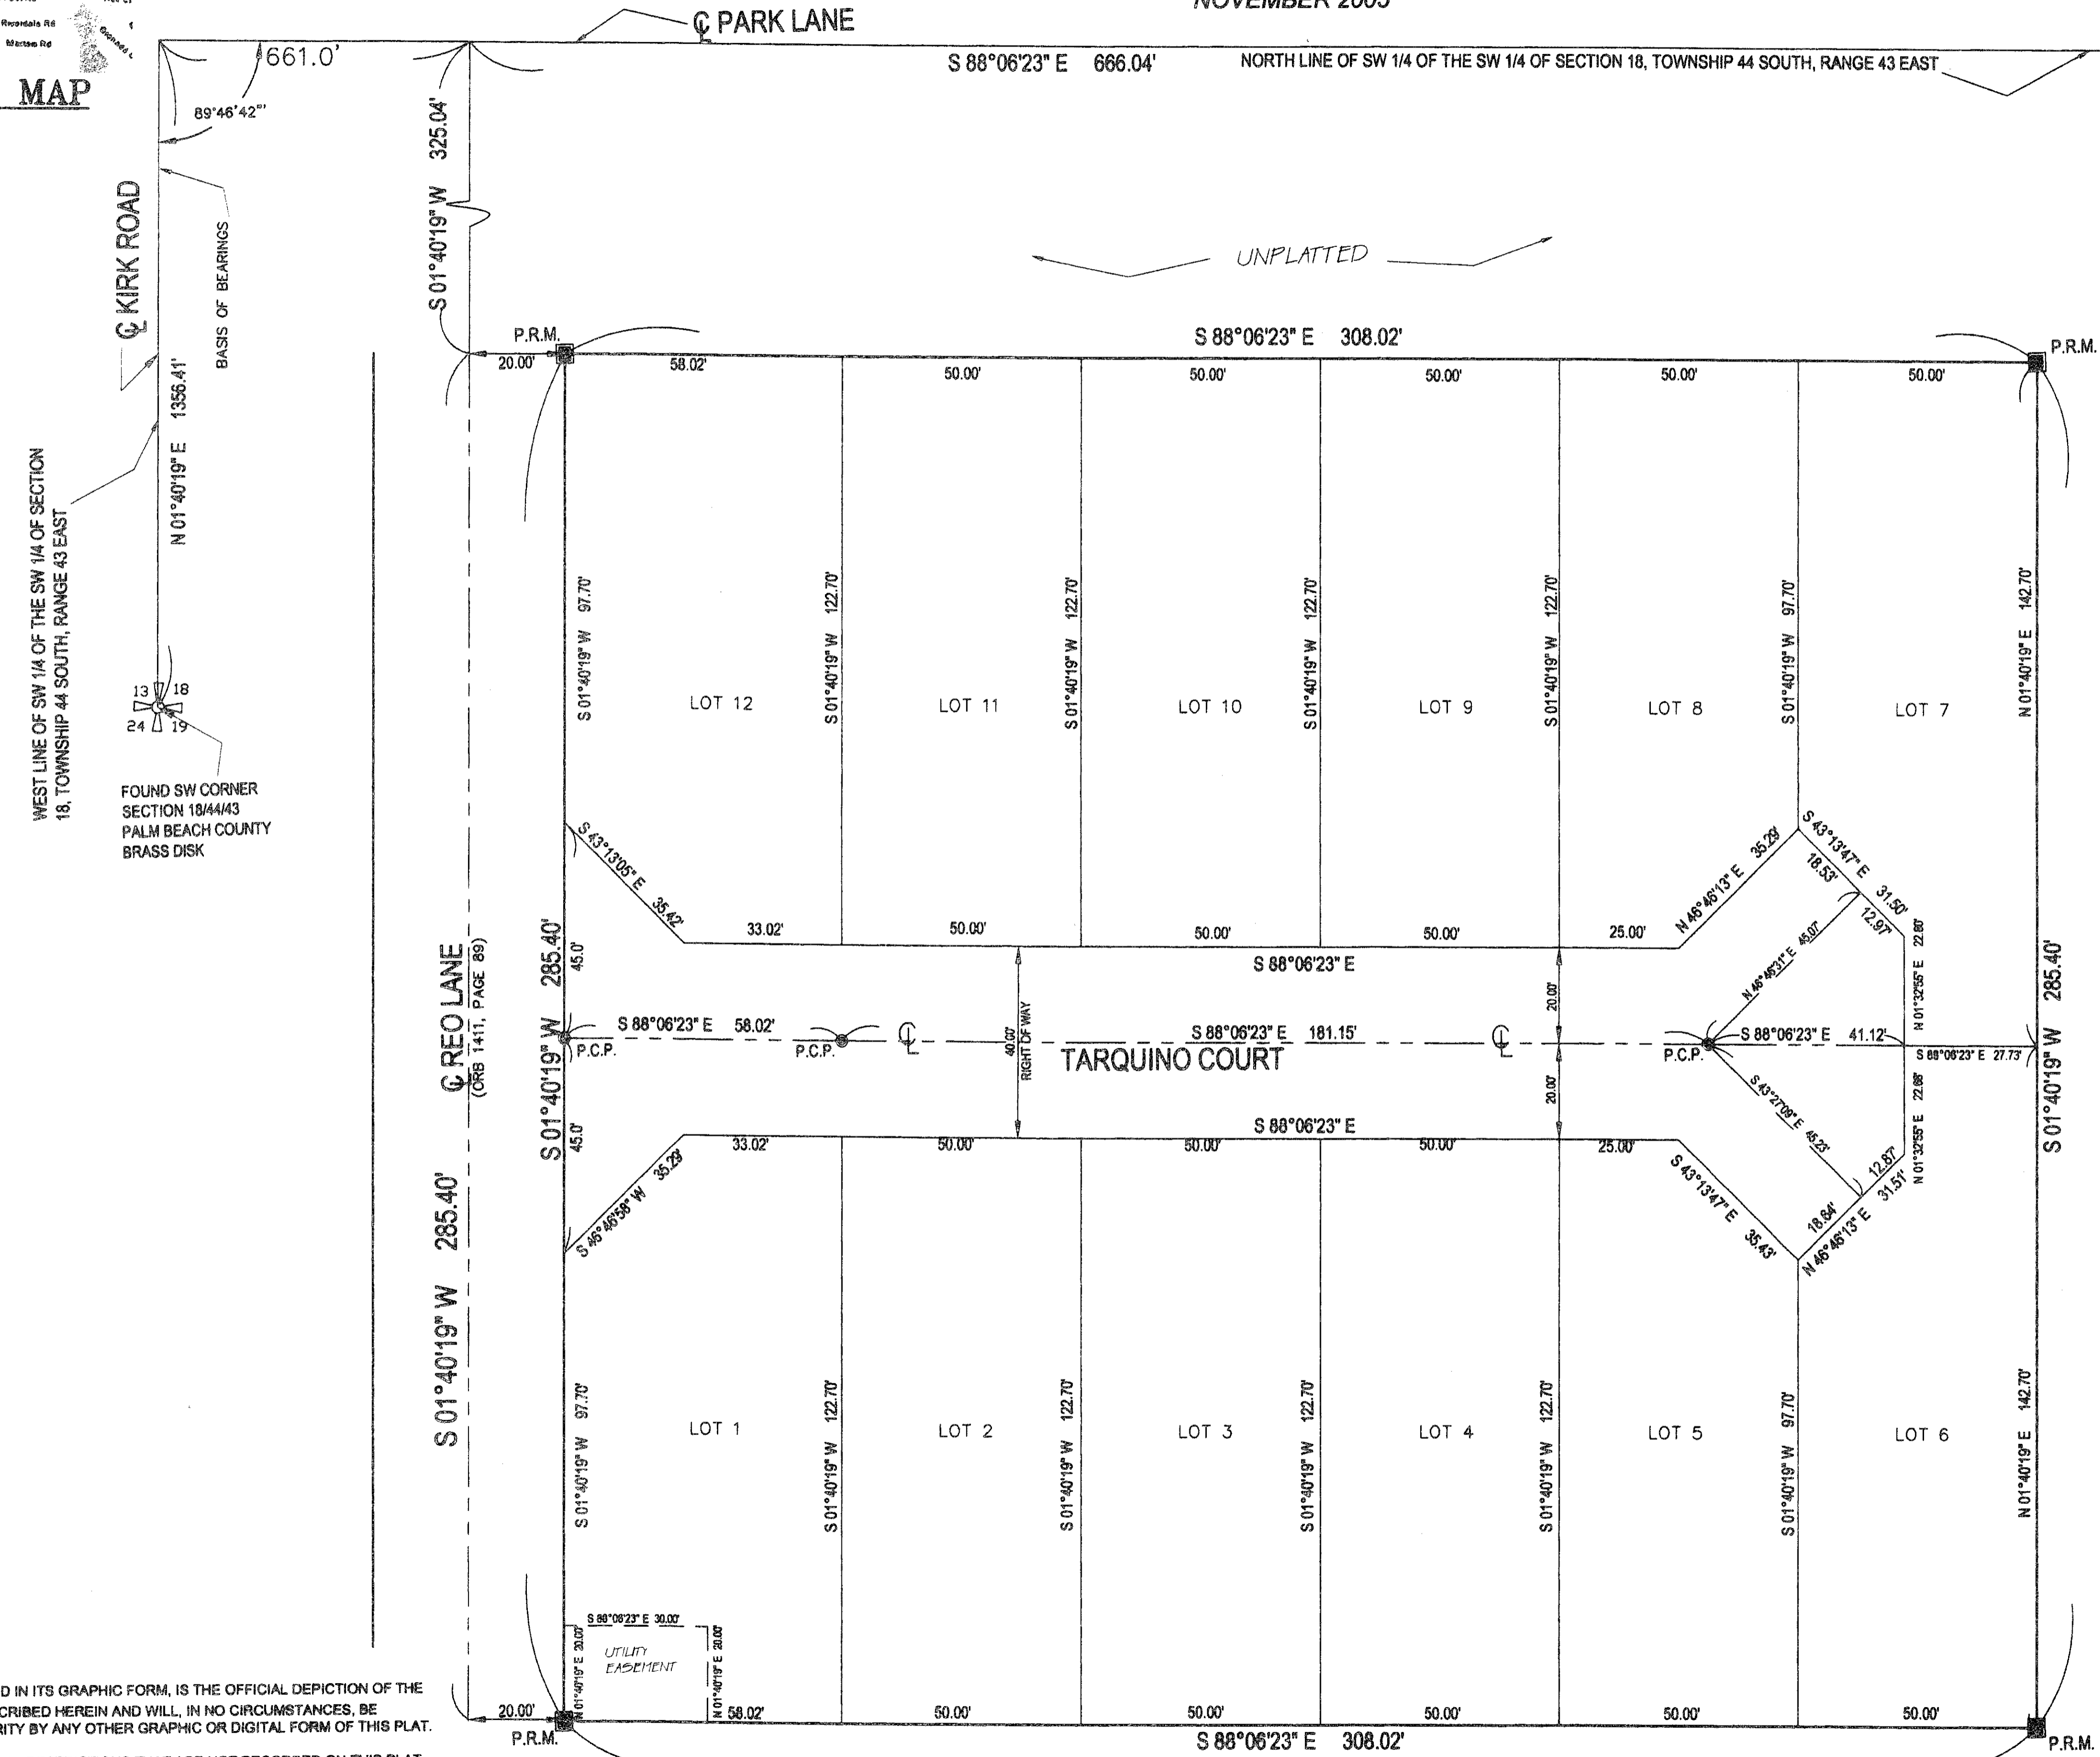 NOVEMBER 2005
Riverdale Rd
Marton Rd
MAP
℄ PARK LANE
661.0'
S 88°06'23" E 666.04'
NORTH LINE OF SW 1/4 OF THE SW 1/4 OF SECTION 18, TOWNSHIP 44 SOUTH, RANGE 43 EAST
89°46'42"'
S 01°40'19" W 325.04'
℄ KIRK ROAD
BASIS OF BEARINGS
N 01°40'19" E 1356.41'
WEST LINE OF SW 1/4 OF THE SW 1/4 OF SECTION
18, TOWNSHIP 44 SOUTH, RANGE 43 EAST
13 18
24 19
FOUND SW CORNER
SECTION 18/44/43
PALM BEACH COUNTY
BRASS DISK
UNPLATTED
P.R.M.
S 88°06'23" E 308.02'
P.R.M.
20.00'
58.02'
50.00'
50.00'
50.00'
50.00'
50.00'
S 01°40'19" W 97.70'
S 01°40'19" W 122.70'
S 01°40'19" W 122.70'
S 01°40'19" W 122.70'
S 01°40'19" W 122.70'
S 01°40'19" W 97.70'
N 01°40'19" E 142.70'
LOT 12
LOT 11
LOT 10
LOT 9
LOT 8
LOT 7
S 43°13'05" E 35.42'
33.02'
50.00'
50.00'
50.00'
25.00'
N 46°46'13" E 35.29'
S 43°13'47" E 31.50'
18.53'
12.97'
N 46°46'31" E 45.07'
N 01°32'55" E 22.60'
S 88°06'23" E
℄ REO LANE
(ORB 1411, PAGE 89)
S 01°40'19" W 285.40'
S 01°40'19" W 285.40'
45.0'
45.0'
S 88°06'23" E 58.02'
P.C.P.
P.C.P.
℄
40.00'
RIGHT OF WAY
S 88°06'23" E 181.15'
TARQUINO COURT
℄
20.00'
20.00'
P.C.P.
S 88°06'23" E 41.12'
S 88°06'23" E 27.73'
S 01°40'19" W 285.40'
S 88°06'23" E
S 46°46'58" W 35.29'
33.02'
50.00'
50.00'
50.00'
25.00'
S 43°13'47" E 35.43'
S 43°27'09" E 45.23'
18.64'
12.87'
N 46°46'13" E 31.51'
N 01°32'55" E 22.68'
S 01°40'19" W 97.70'
S 01°40'19" W 122.70'
S 01°40'19" W 122.70'
S 01°40'19" W 122.70'
S 01°40'19" W 122.70'
S 01°40'19" W 97.70'
N 01°40'19" E 142.70'
LOT 1
LOT 2
LOT 3
LOT 4
LOT 5
LOT 6
S 88°06'23" E 30.00'
N 01°40'19" E 20.00'
UTILITY
EASEMENT
N 01°40'19" E 20.00'
20.00'
58.02'
50.00'
50.00'
50.00'
50.00'
50.00'
P.R.M.
S 88°06'23" E 308.02'
P.R.M.
D IN ITS GRAPHIC FORM, IS THE OFFICIAL DEPICTION OF THE
CRIBED HEREIN AND WILL, IN NO CIRCUMSTANCES, BE
RITY BY ANY OTHER GRAPHIC OR DIGITAL FORM OF THIS PLAT.